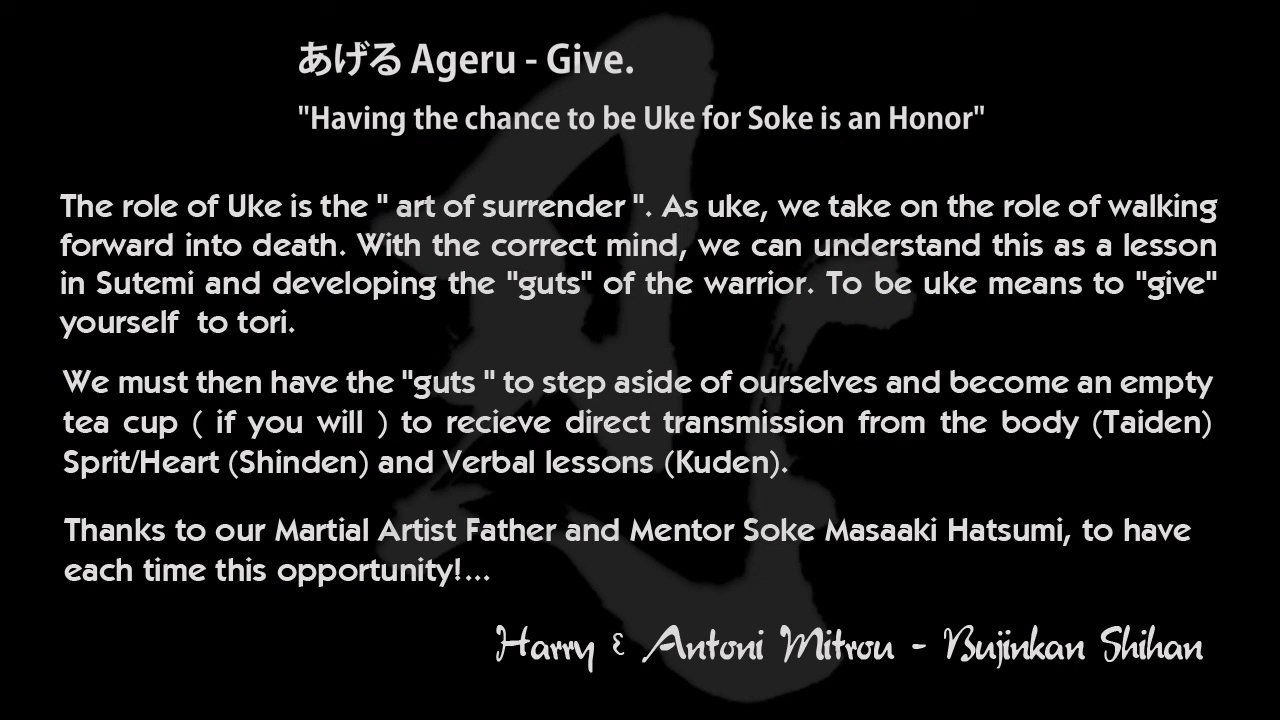 あげる Ageru - Give.
"Having the chance to be Uke for Soke is an Honor"
The role of Uke is the " art of surrender ". As uke, we take on the role of walking
forward into death. With the correct mind, we can understand this as a lesson
in Sutemi and developing the "guts" of the warrior. To be uke means to "give"
yourself to tori.
We must then have the "guts " to step aside of ourselves and become an empty
tea cup ( if you will ) to recieve direct transmission from the body (Taiden)
Sprit/Heart (Shinden) and Verbal lessons (Kuden).
Thanks to our Martial Artist Father and Mentor Soke Masaaki Hatsumi, to have
each time this opportunity!...
Harry & Antoni Mitrou - Bujinkan Shihan